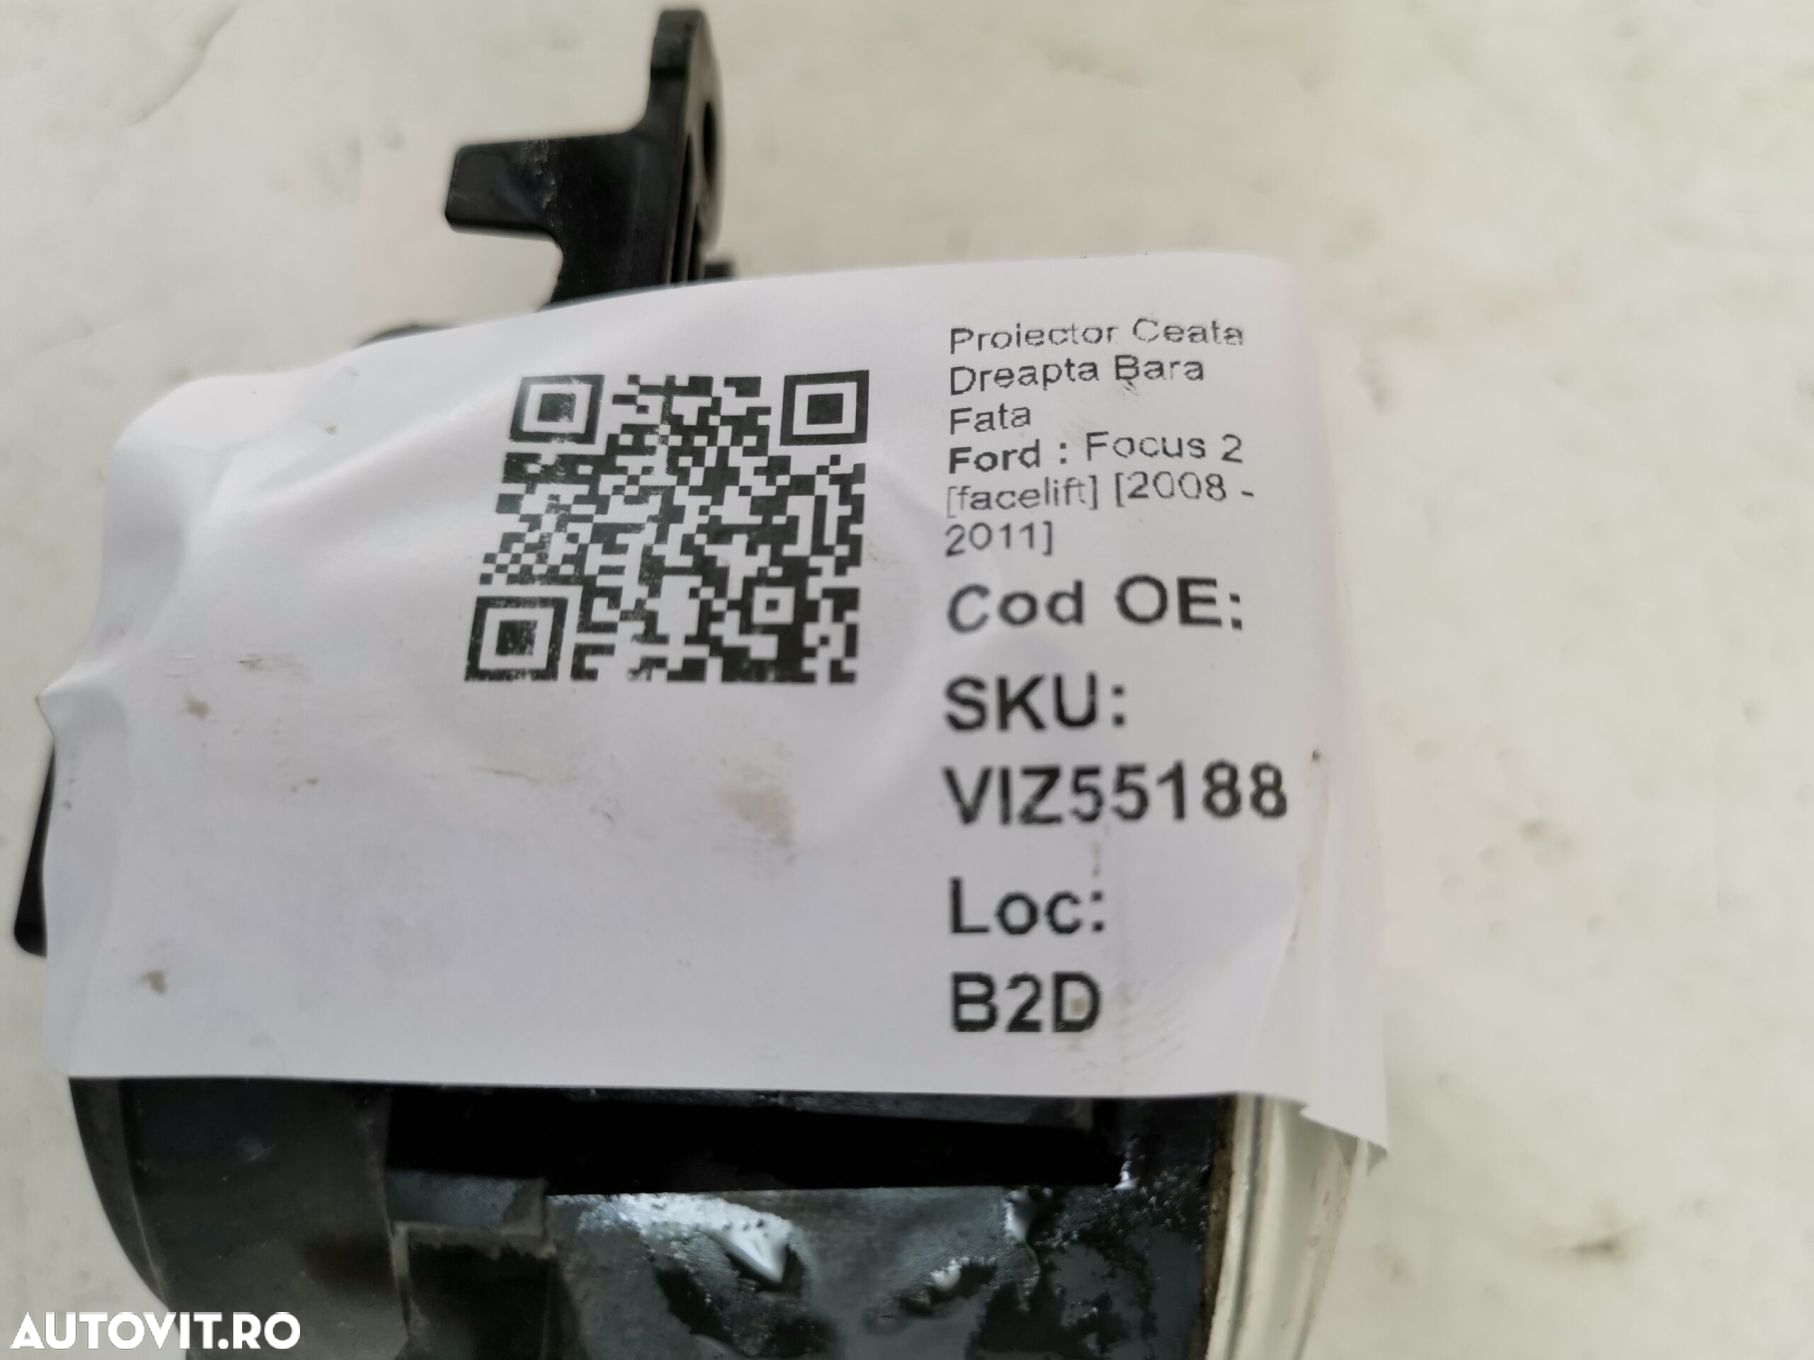 Proiector Ceata
Dreapta Bara
Fata
Ford : Focus 2
[facelift] [2008 -
2011]
Cod OE:
SKU:
VIZ55188
Loc:
B2D
AUTOVIT.RO